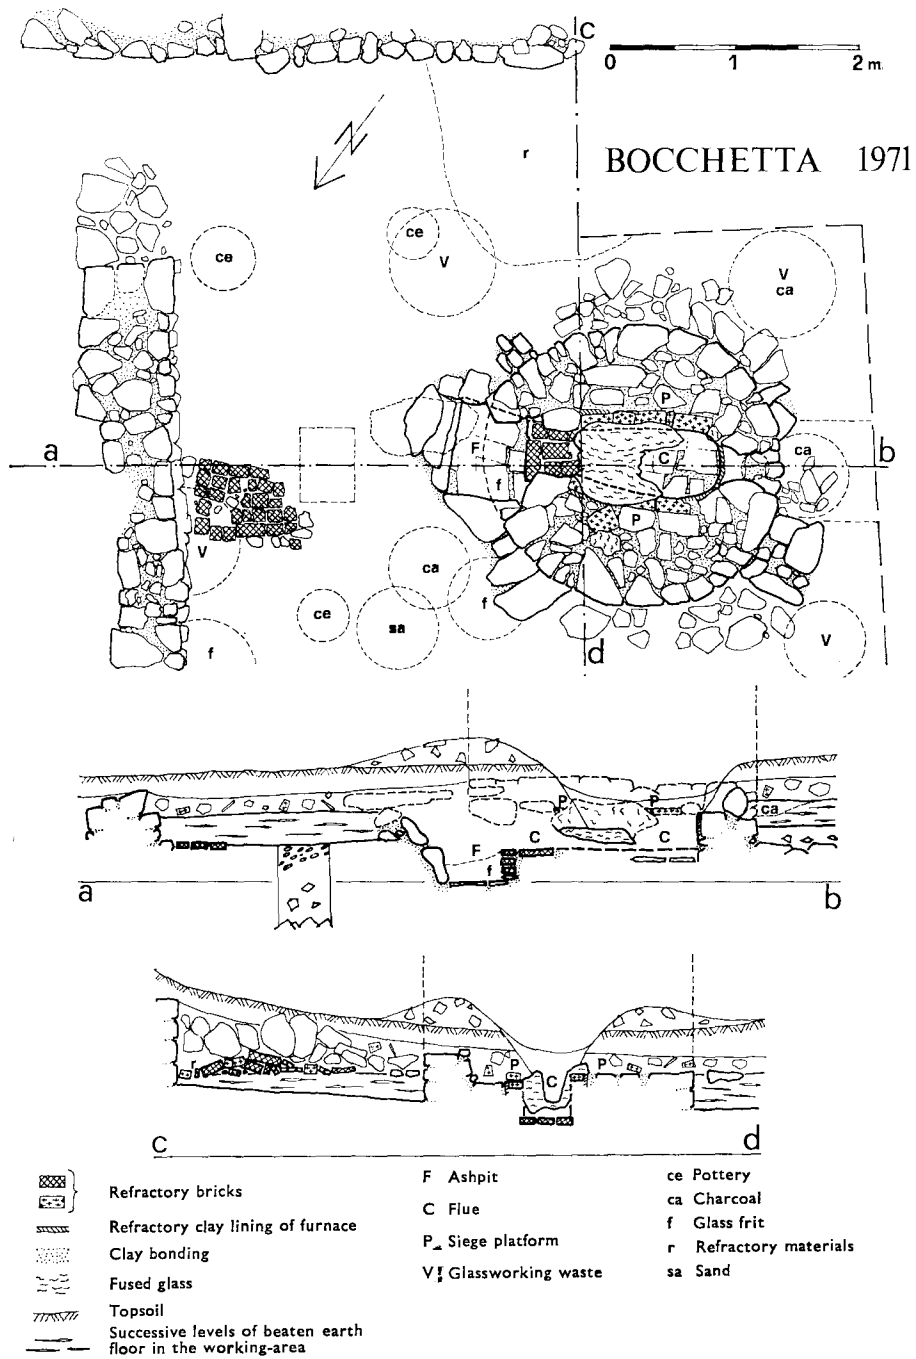 c
0 1 2 m
BOCCHETTA 1971
r
ce
ce
V
V
ca
P
a
F
C
ca
b
f
V
P
ca
ce
sa
f
V
f
d
P
P
ca
F
C
C
f
a
b
r
P
C
P
c
d
Refractory bricks
Refractory clay lining of furnace
Clay bonding
Fused glass
Topsoil
Successive levels of beaten earth
floor in the working-area
F Ashpit
C Flue
P Siege platform
V Glassworking waste
ce Pottery
ca Charcoal
f Glass frit
r Refractory materials
sa Sand